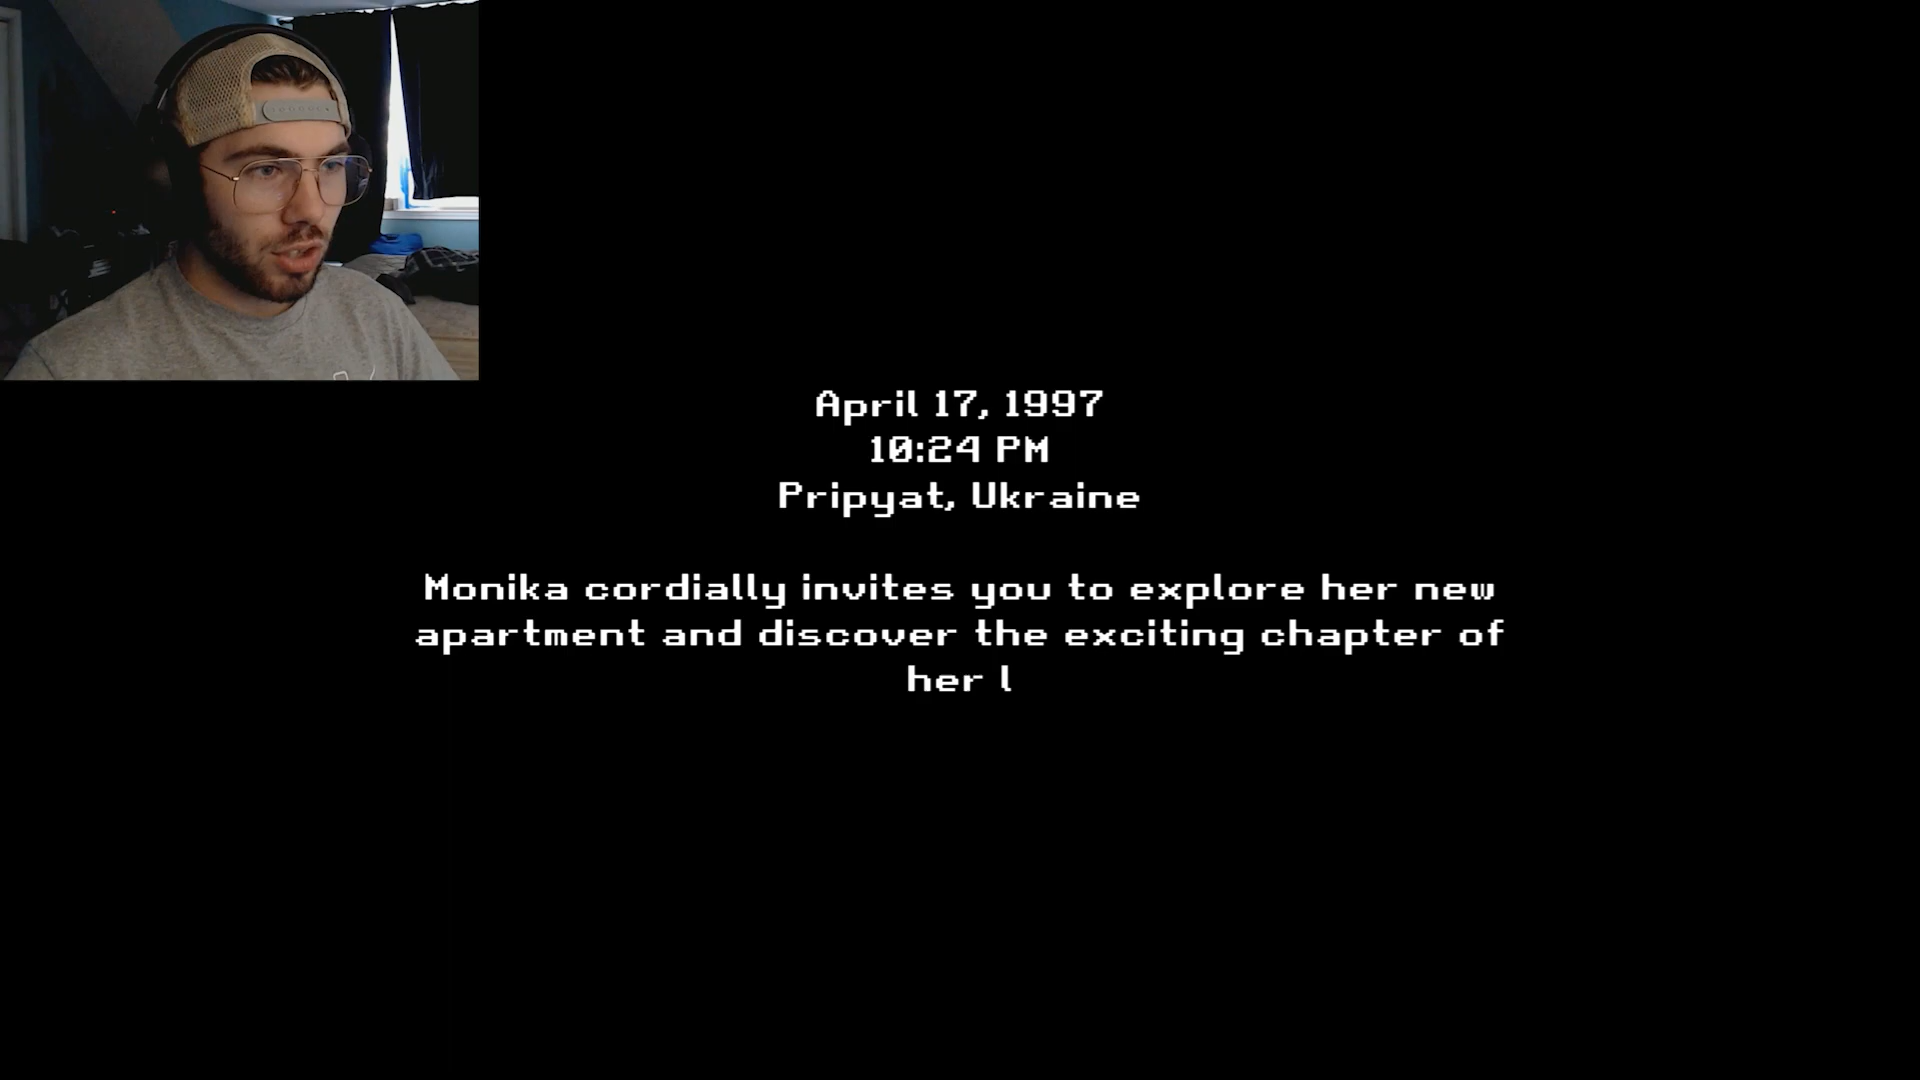 April 17, 1997
10:24 PM
Pripyat, Ukraine
Monika cordially invites you to explore her new
apartment and discover the exciting chapter of
her l